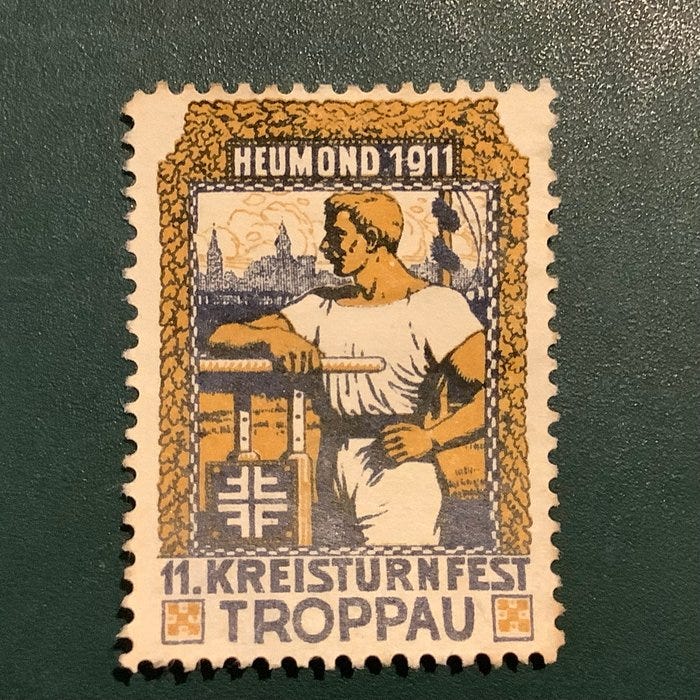 HEUMOND 1911
11. KREISTURNFEST
TROPPAU